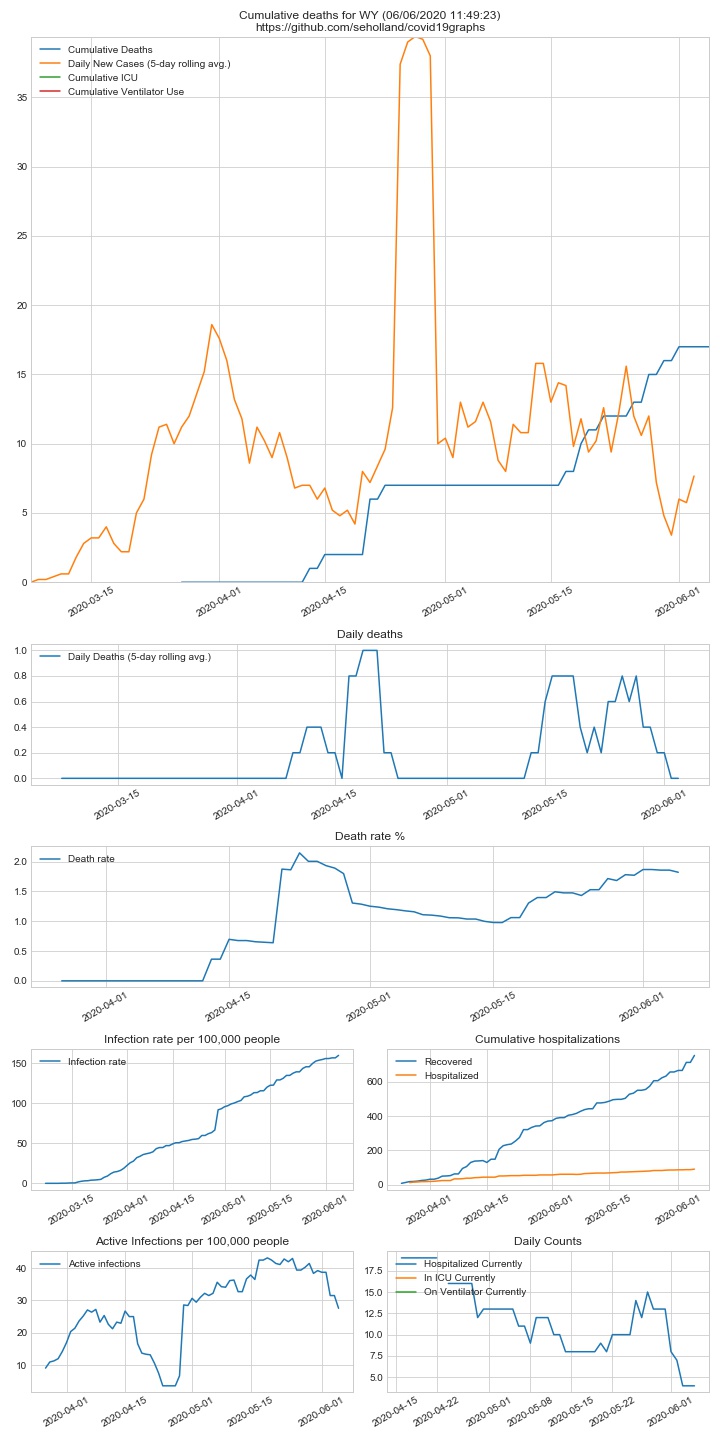 Cumulative deaths for WY (06/06/2020 11:49:23)
https://github.com/seholland/covid19graphs
Cumulative Deaths
Daily New Cases (5-day rolling avg.)
Cumulative ICU
Cumulative Ventilator Use
35
30
25
20
15
10
5
0
2020-03-15 2020-04-01 2020-04-15 2020-05-01 2020-05-15 2020-06-01
Daily deaths
Daily Deaths (5-day rolling avg.)
1.0
0.8
0.6
0.4
0.2
0.0
2020-03-15 2020-04-01 2020-04-15 2020-05-01 2020-05-15 2020-06-01
Death rate %
Death rate
2.0
1.5
1.0
0.5
0.0
2020-04-01 2020-04-15 2020-05-01 2020-05-15 2020-06-01
Infection rate per 100,000 people
Infection rate
150
100
50
0
2020-03-15 2020-04-01 2020-04-15 2020-05-01 2020-05-15 2020-06-01
Cumulative hospitalizations
Recovered
Hospitalized
600
400
200
0
2020-04-01 2020-04-15 2020-05-01 2020-05-15 2020-06-01
Active Infections per 100,000 people
Active infections
40
30
20
10
2020-04-01 2020-04-15 2020-05-01 2020-05-15 2020-06-01
Daily Counts
Hospitalized Currently
In ICU Currently
On Ventilator Currently
17.5
15.0
12.5
10.0
7.5
5.0
2020-04-15 2020-04-22 2020-05-01 2020-05-08 2020-05-15 2020-05-22 2020-06-01